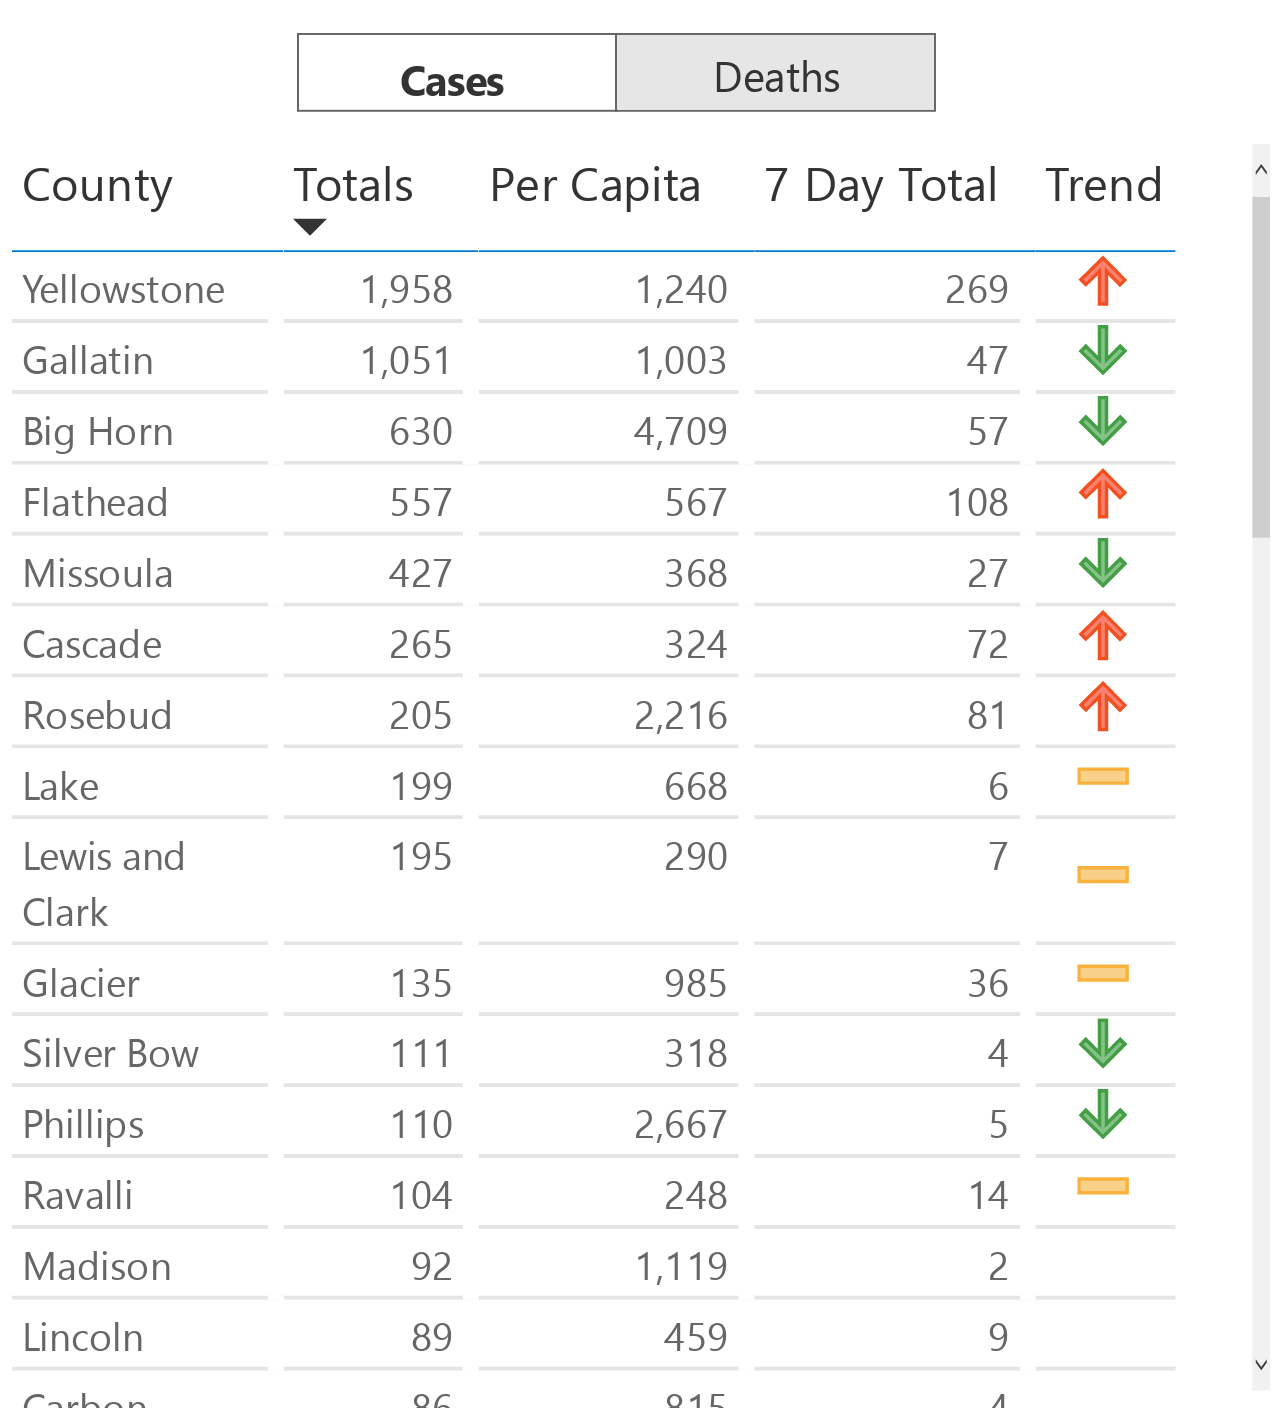 Cases Deaths
County Totals Per Capita 7 Day Total Trend
Yellowstone 1,958 1,240 269
Gallatin 1,051 1,003 47
Big Horn 630 4,709 57
Flathead 557 567 108
Missoula 427 368 27
Cascade 265 324 72
Rosebud 205 2,216 81
Lake 199 668 6
Lewis and 195 290 7
Clark
Glacier 135 985 36
Silver Bow 111 318 4
Phillips 110 2,667 5
Ravalli 104 248 14
Madison 92 1,119 2
Lincoln 89 459 9
Carbon 86 815 4